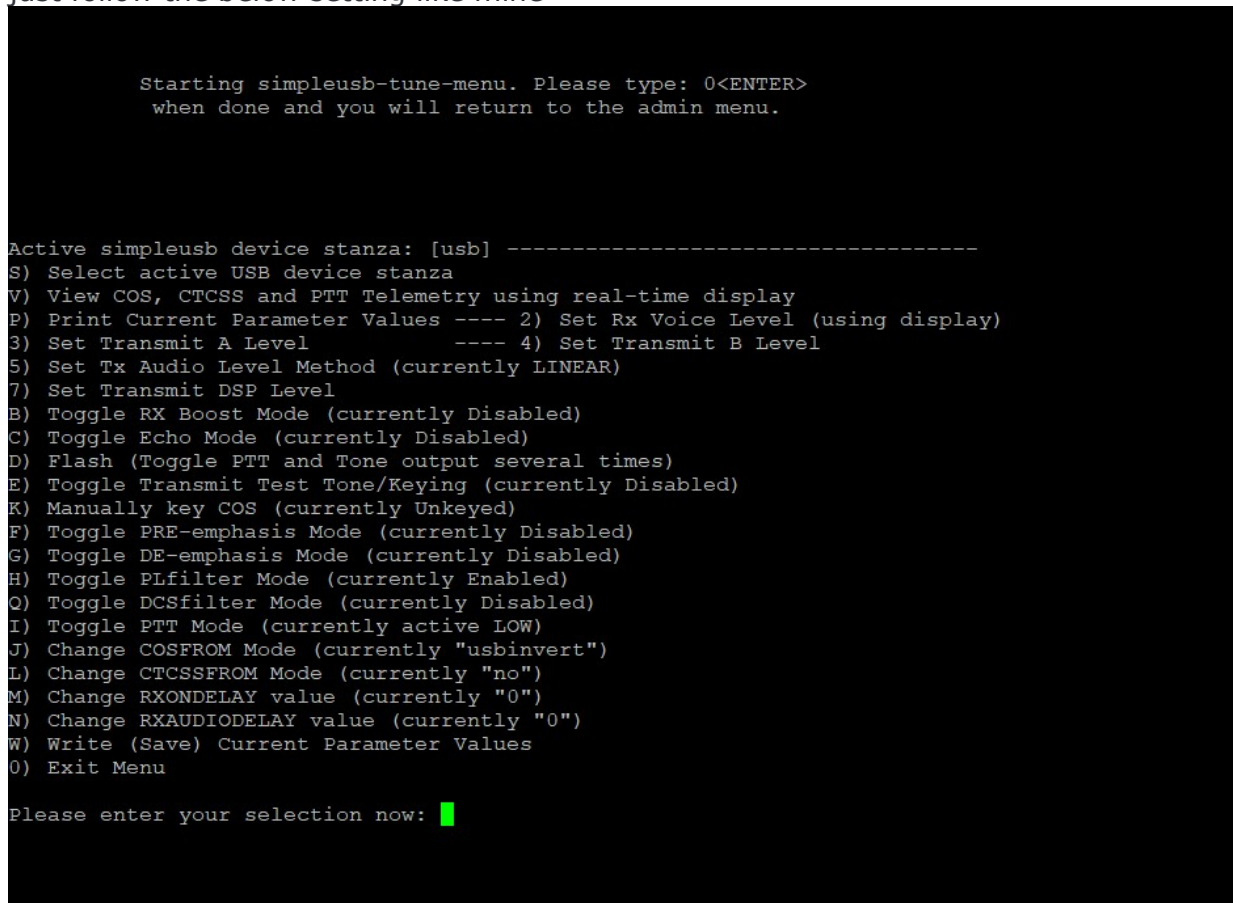 just follow the below setting like mine
Starting simpleusb-tune-menu. Please type: 0<ENTER>
when done and you will return to the admin menu.
Active simpleusb device stanza: [usb] ------------------------------------
S) Select active USB device stanza
V) View COS, CTCSS and PTT Telemetry using real-time display
P) Print Current Parameter Values ---- 2) Set Rx Voice Level (using display)
3) Set Transmit A Level           ---- 4) Set Transmit B Level
5) Set Tx Audio Level Method (currently LINEAR)
7) Set Transmit DSP Level
B) Toggle RX Boost Mode (currently Disabled)
C) Toggle Echo Mode (currently Disabled)
D) Flash (Toggle PTT and Tone output several times)
E) Toggle Transmit Test Tone/Keying (currently Disabled)
K) Manually key COS (currently Unkeyed)
F) Toggle PRE-emphasis Mode (currently Disabled)
G) Toggle DE-emphasis Mode (currently Disabled)
H) Toggle PLfilter Mode (currently Enabled)
Q) Toggle DCSfilter Mode (currently Disabled)
I) Toggle PTT Mode (currently active LOW)
J) Change COSFROM Mode (currently "usbinvert")
L) Change CTCSSFROM Mode (currently "no")
M) Change RXONDELAY value (currently "0")
N) Change RXAUDIODELAY value (currently "0")
W) Write (Save) Current Parameter Values
0) Exit Menu
Please enter your selection now: